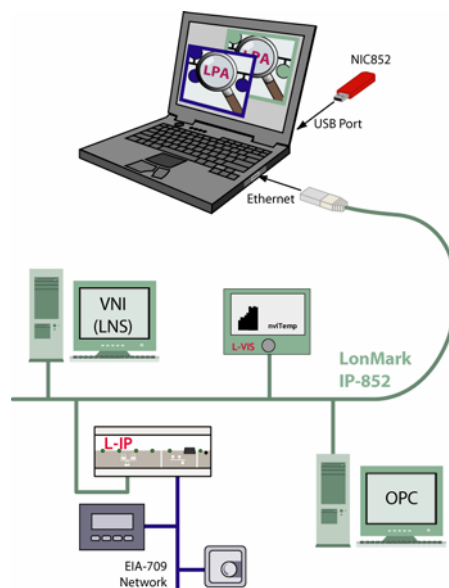 LPA
LPA
NIC852
USB Port
Ethernet
VNI
(LNS)
nviTemp
L-VIS
LonMark
IP-852
L-IP
OPC
EIA-709
Network